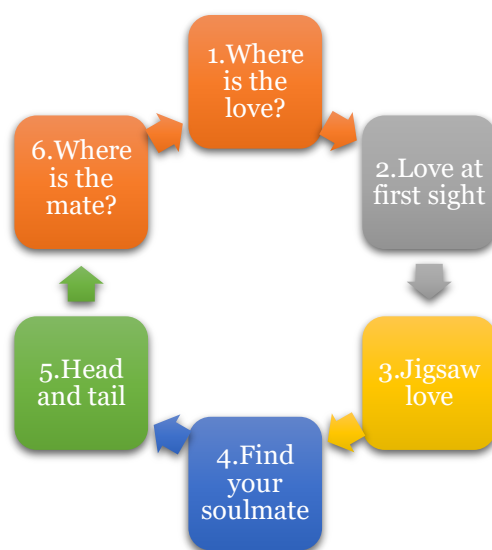 1.Where
is the
love?
2.Love at
first sight
3.Jigsaw
love
4.Find
your
soulmate
5.Head
and tail
6.Where
is the
mate?